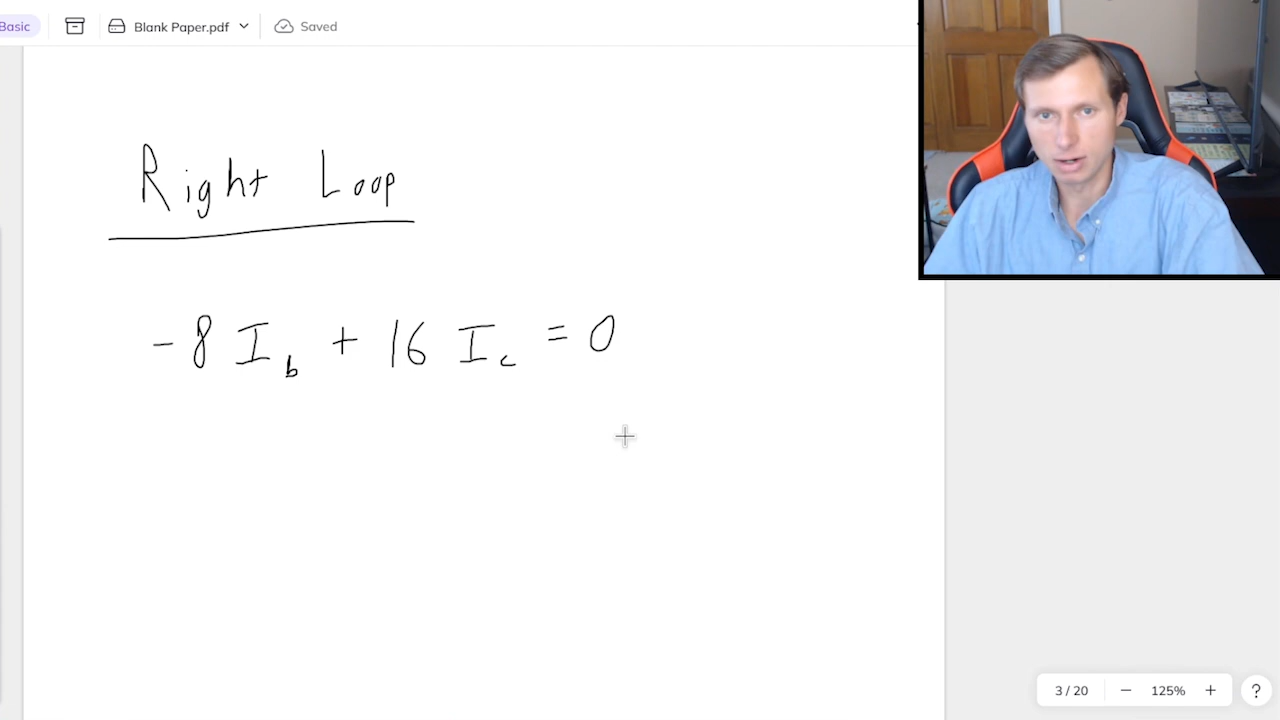 Basic
Blank Paper.pdf
Saved
Right Loop
-8 I_b + 16 I_c = 0
3 / 20
125%
?